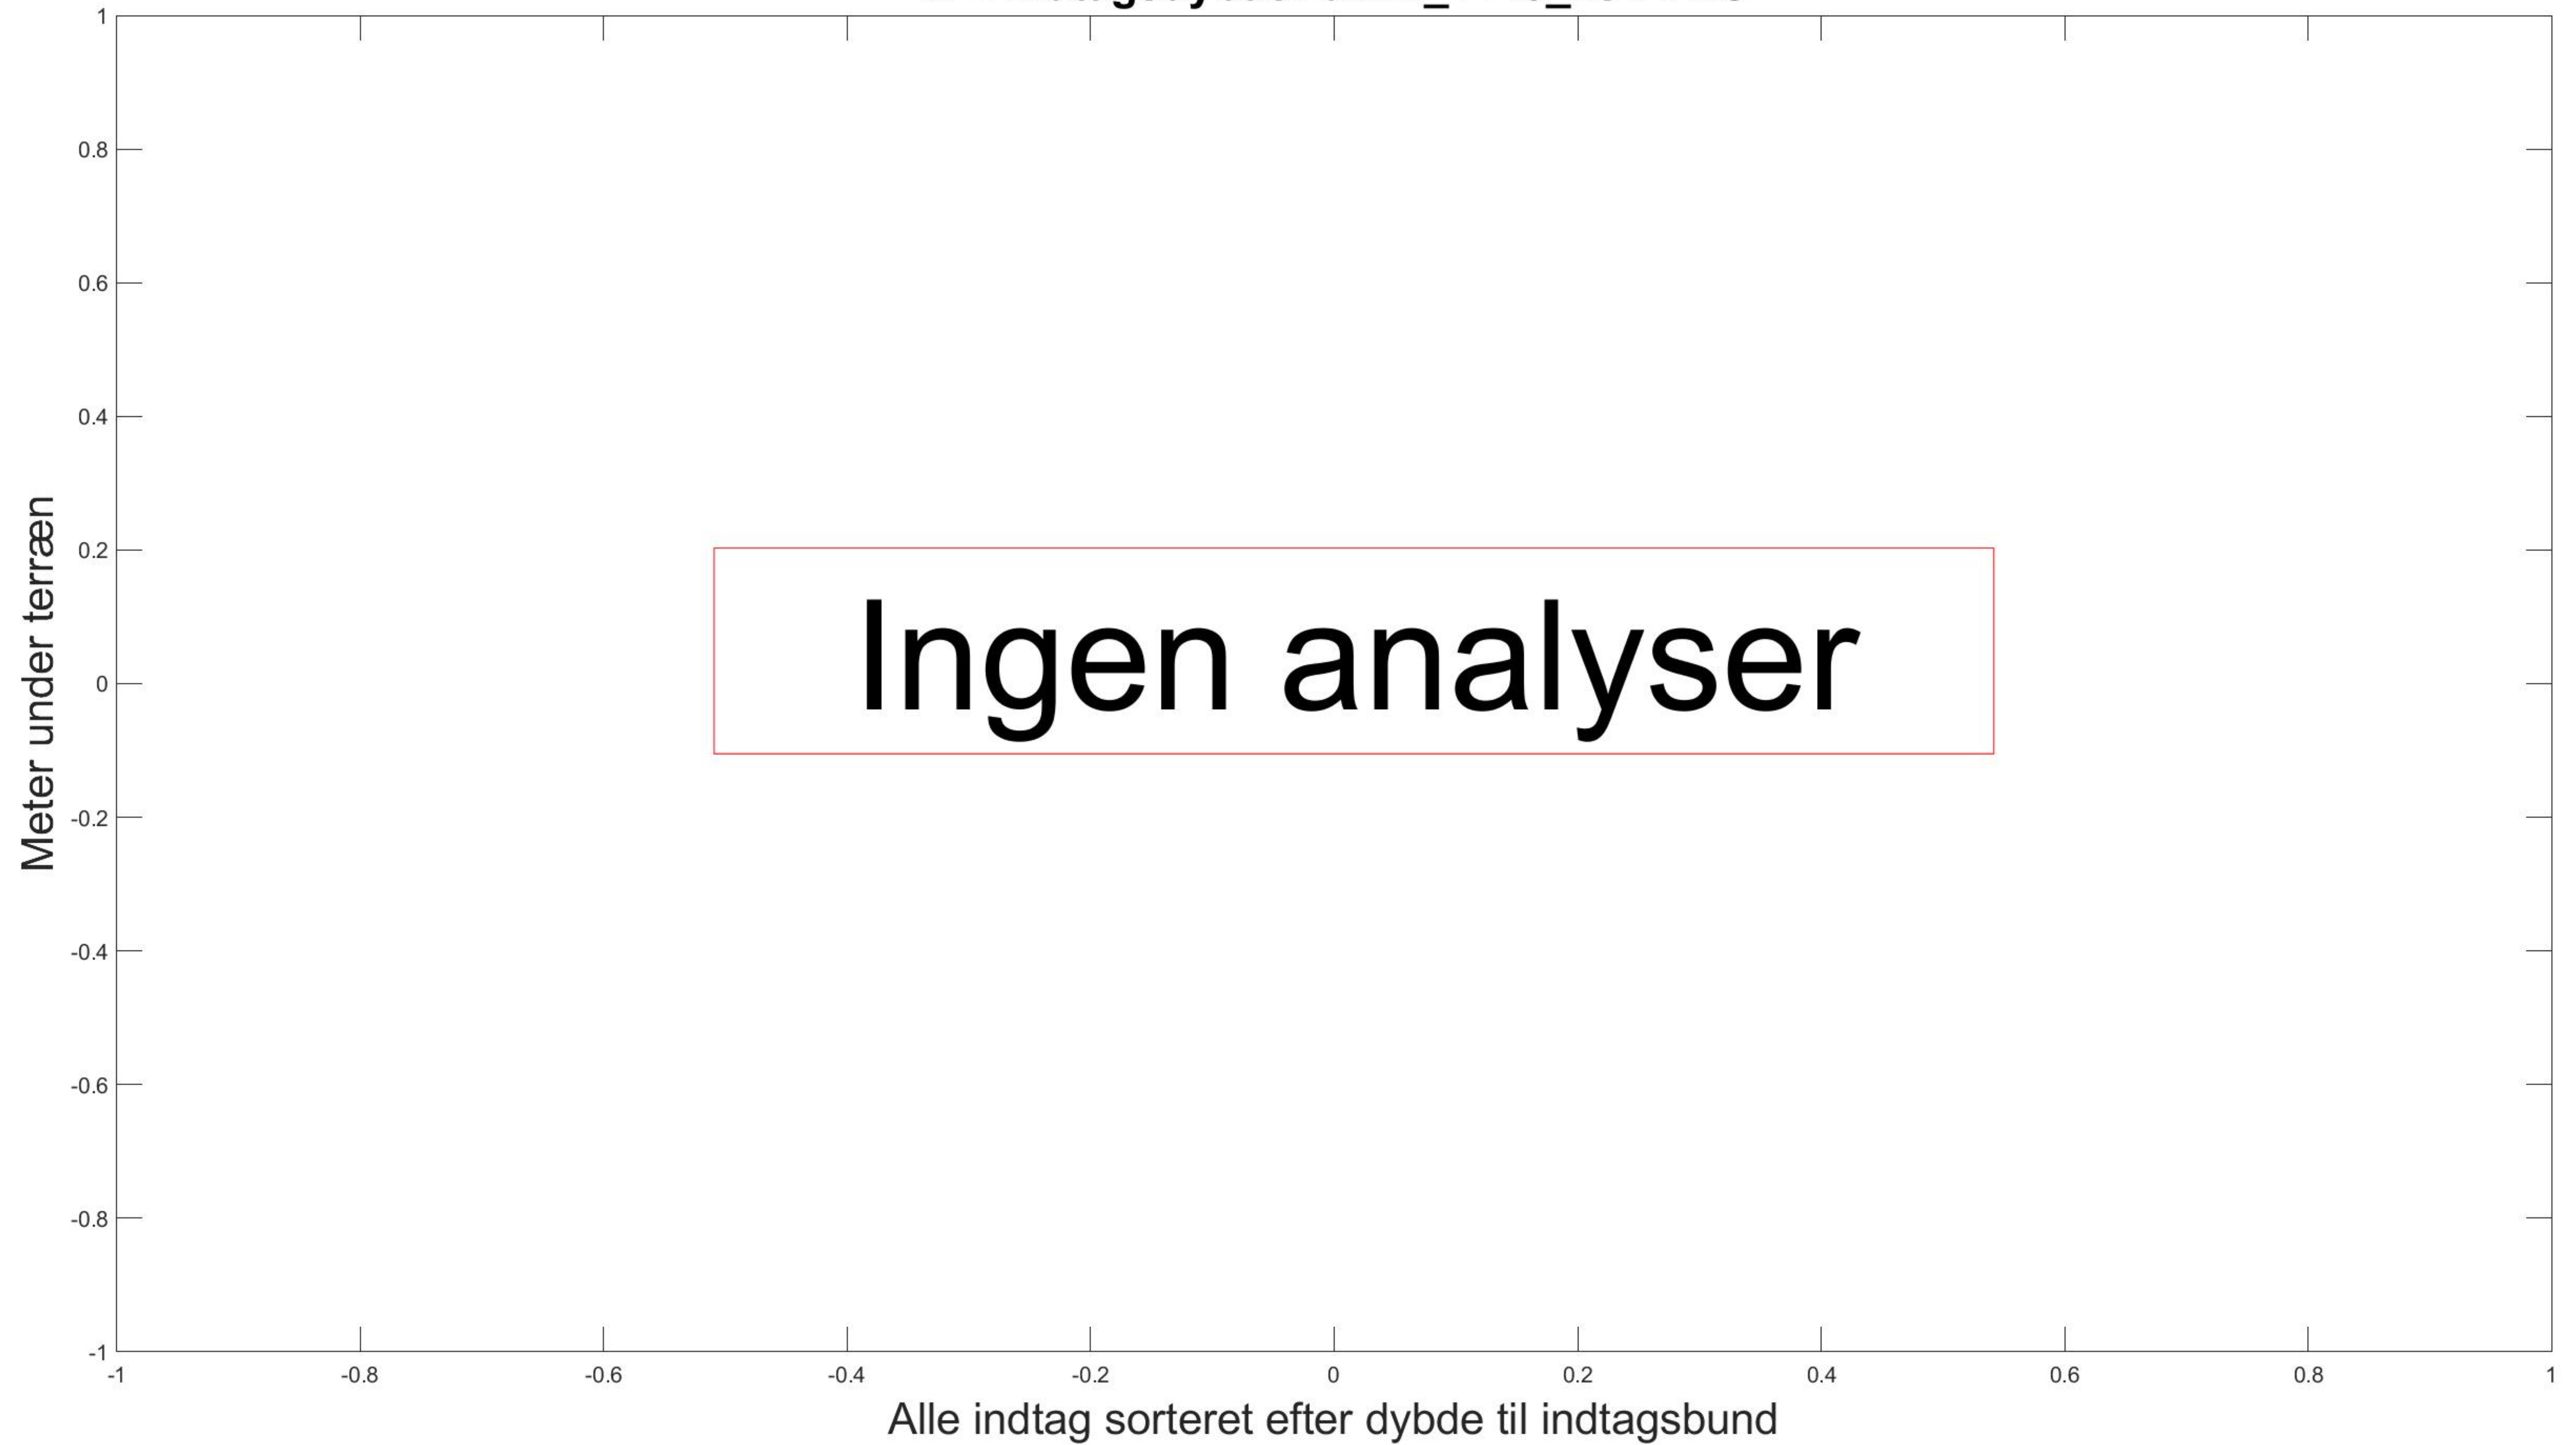 1
0.8
0.6
0.4
0.2
0
-0.2
-0.4
-0.6
-0.8
-1
Meter under terræn
Ingen analyser
-1 -0.8 -0.6 -0.4 -0.2 0 0.2 0.4 0.6 0.8 1
Alle indtag sorteret efter dybde til indtagsbund